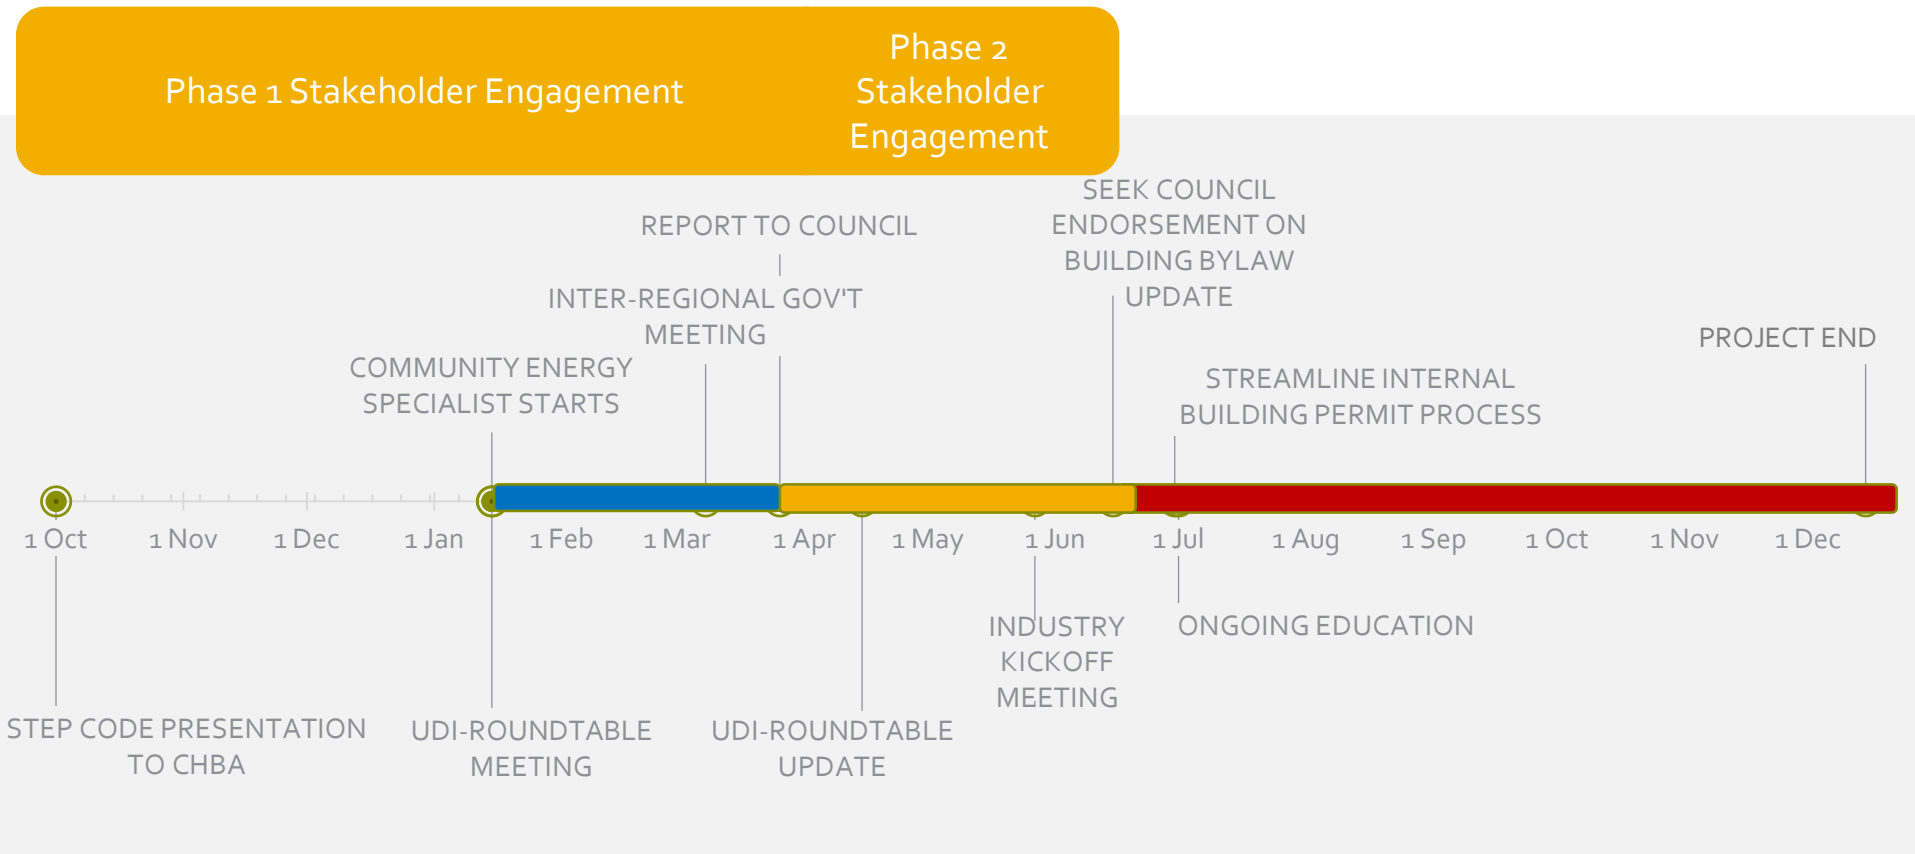 Phase 1 Stakeholder Engagement
Phase 2
Stakeholder
Engagement
SEEK COUNCIL
ENDORSEMENT ON
BUILDING BYLAW
UPDATE
REPORT TO COUNCIL
INTER-REGIONAL GOV'T
MEETING
PROJECT END
COMMUNITY ENERGY
SPECIALIST STARTS
STREAMLINE INTERNAL
BUILDING PERMIT PROCESS
1 Oct 1 Nov 1 Dec 1 Jan 1 Feb 1 Mar 1 Apr 1 May 1 Jun 1 Jul 1 Aug 1 Sep 1 Oct 1 Nov 1 Dec
INDUSTRY
KICKOFF
MEETING
ONGOING EDUCATION
STEP CODE PRESENTATION
TO CHBA
UDI-ROUNDTABLE
MEETING
UDI-ROUNDTABLE
UPDATE